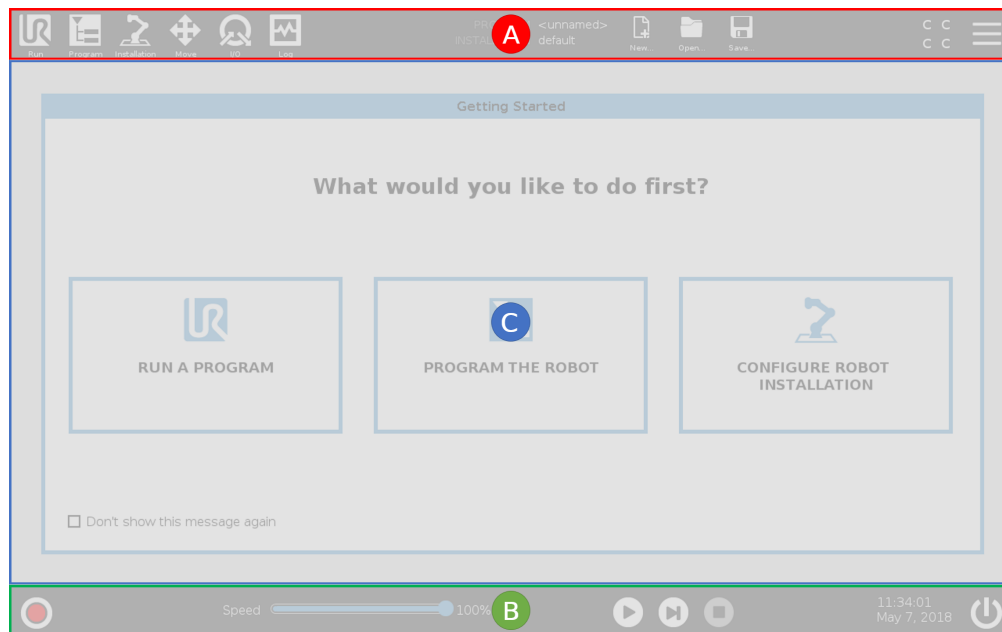 Run Program Installation Move I/O Log
PR
<unnamed>
INSTAL
default
New... Open... Save...
A
C C
C C
Getting Started
What would you like to do first?
RUN A PROGRAM
C
PROGRAM THE ROBOT
CONFIGURE ROBOT
INSTALLATION
Don't show this message again
Speed 100%
B
11:34:01
May 7, 2018